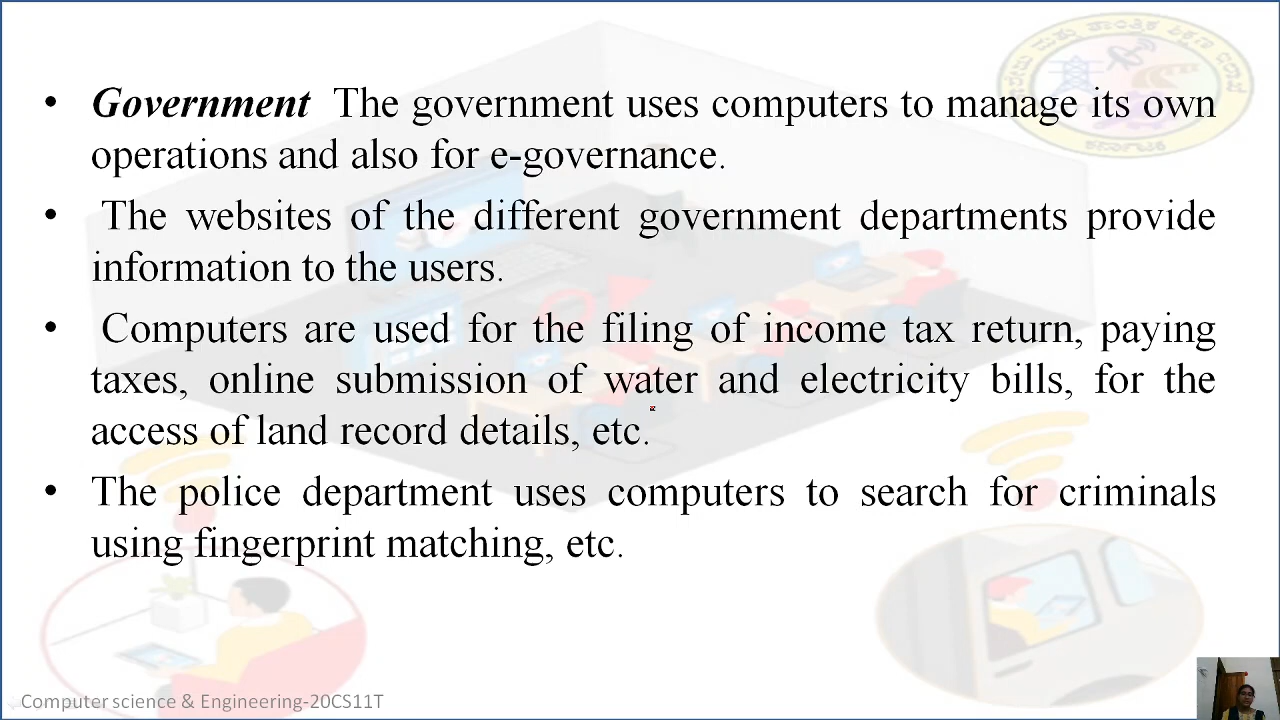 • Government The government uses computers to manage its own
operations and also for e-governance.
• The websites of the different government departments provide
information to the users.
• Computers are used for the filing of income tax return, paying
taxes, online submission of water and electricity bills, for the
access of land record details, etc.
• The police department uses computers to search for criminals
using fingerprint matching, etc.
Computer science & Engineering-20CS11T